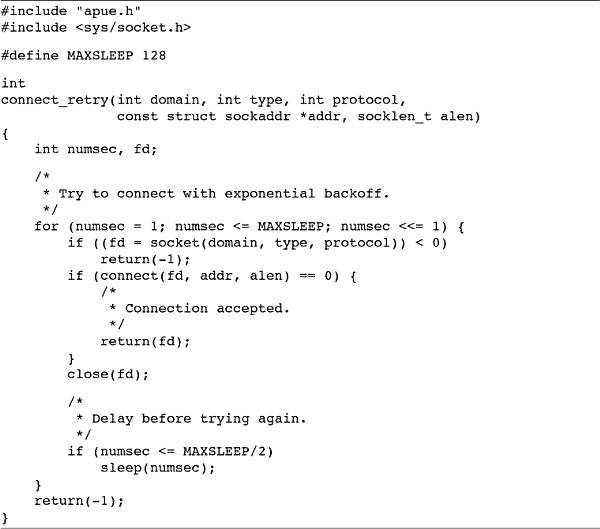 #include "apue.h"
#include <sys/socket.h>
#define MAXSLEEP 128
int
connect_retry(int domain, int type, int protocol,
              const struct sockaddr *addr, socklen_t alen)
{
    int numsec, fd;
    /*
     * Try to connect with exponential backoff.
     */
    for (numsec = 1; numsec <= MAXSLEEP; numsec <<= 1) {
        if ((fd = socket(domain, type, protocol)) < 0)
            return(-1);
        if (connect(fd, addr, alen) == 0) {
            /*
             * Connection accepted.
             */
            return(fd);
        }
        close(fd);
        /*
         * Delay before trying again.
         */
        if (numsec <= MAXSLEEP/2)
            sleep(numsec);
    }
    return(-1);
}